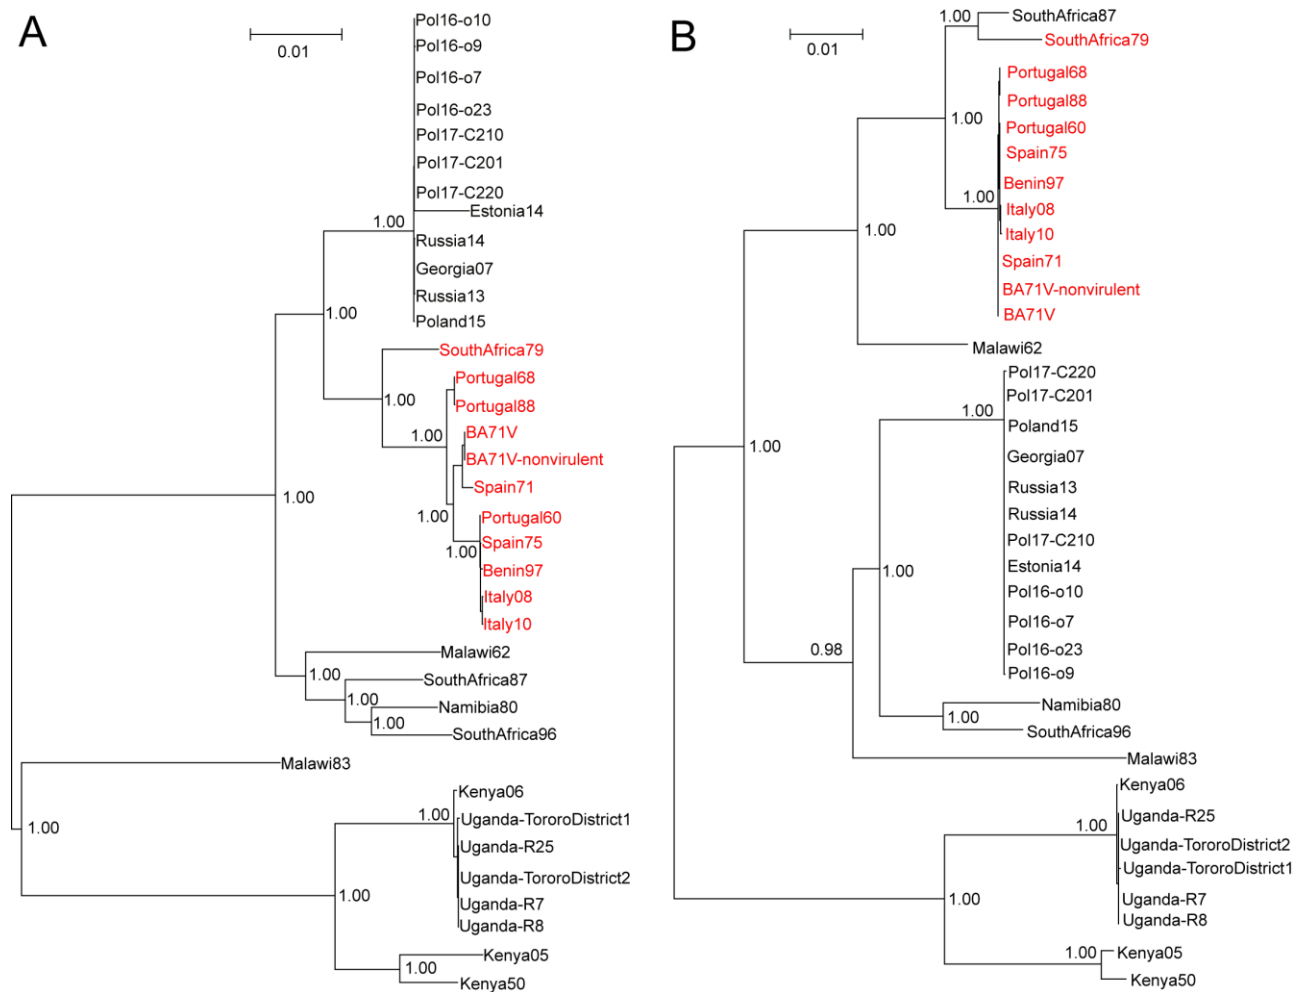 A
0.01
Pol16-o10
Pol16-o9
Pol16-o7
Pol16-o23
Pol17-C210
Pol17-C201
Pol17-C220
Estonia14
1.00
Russia14
Georgia07
Russia13
1.00
Poland15
SouthAfrica79
Portugal68
1.00
Portugal88
BA71V
1.00
BA71V-nonvirulent
Spain71
1.00
1.00
Portugal60
Spain75
1.00
Benin97
Italy08
Italy10
Malawi62
1.00
SouthAfrica87
1.00
Namibia80
1.00
SouthAfrica96
Malawi83
Kenya06
1.00
Uganda-TororoDistrict1
1.00
Uganda-R25
Uganda-TororoDistrict2
1.00
Uganda-R7
Uganda-R8
Kenya05
1.00
Kenya50
B
0.01
1.00
SouthAfrica87
SouthAfrica79
Portugal68
Portugal88
1.00
Portugal60
Spain75
Benin97
1.00
Italy08
1.00
Italy10
Spain71
BA71V-nonvirulent
BA71V
Malawi62
Pol17-C220
Pol17-C201
1.00
Poland15
1.00
Georgia07
Russia13
Russia14
Pol17-C210
Estonia14
1.00
Pol16-o10
Pol16-o7
0.98
Pol16-o23
Pol16-o9
Namibia80
1.00
SouthAfrica96
Malawi83
Kenya06
Uganda-R25
1.00
Uganda-TororoDistrict2
Uganda-TororoDistrict1
1.00
Uganda-R7
Uganda-R8
1.00
Kenya05
Kenya50